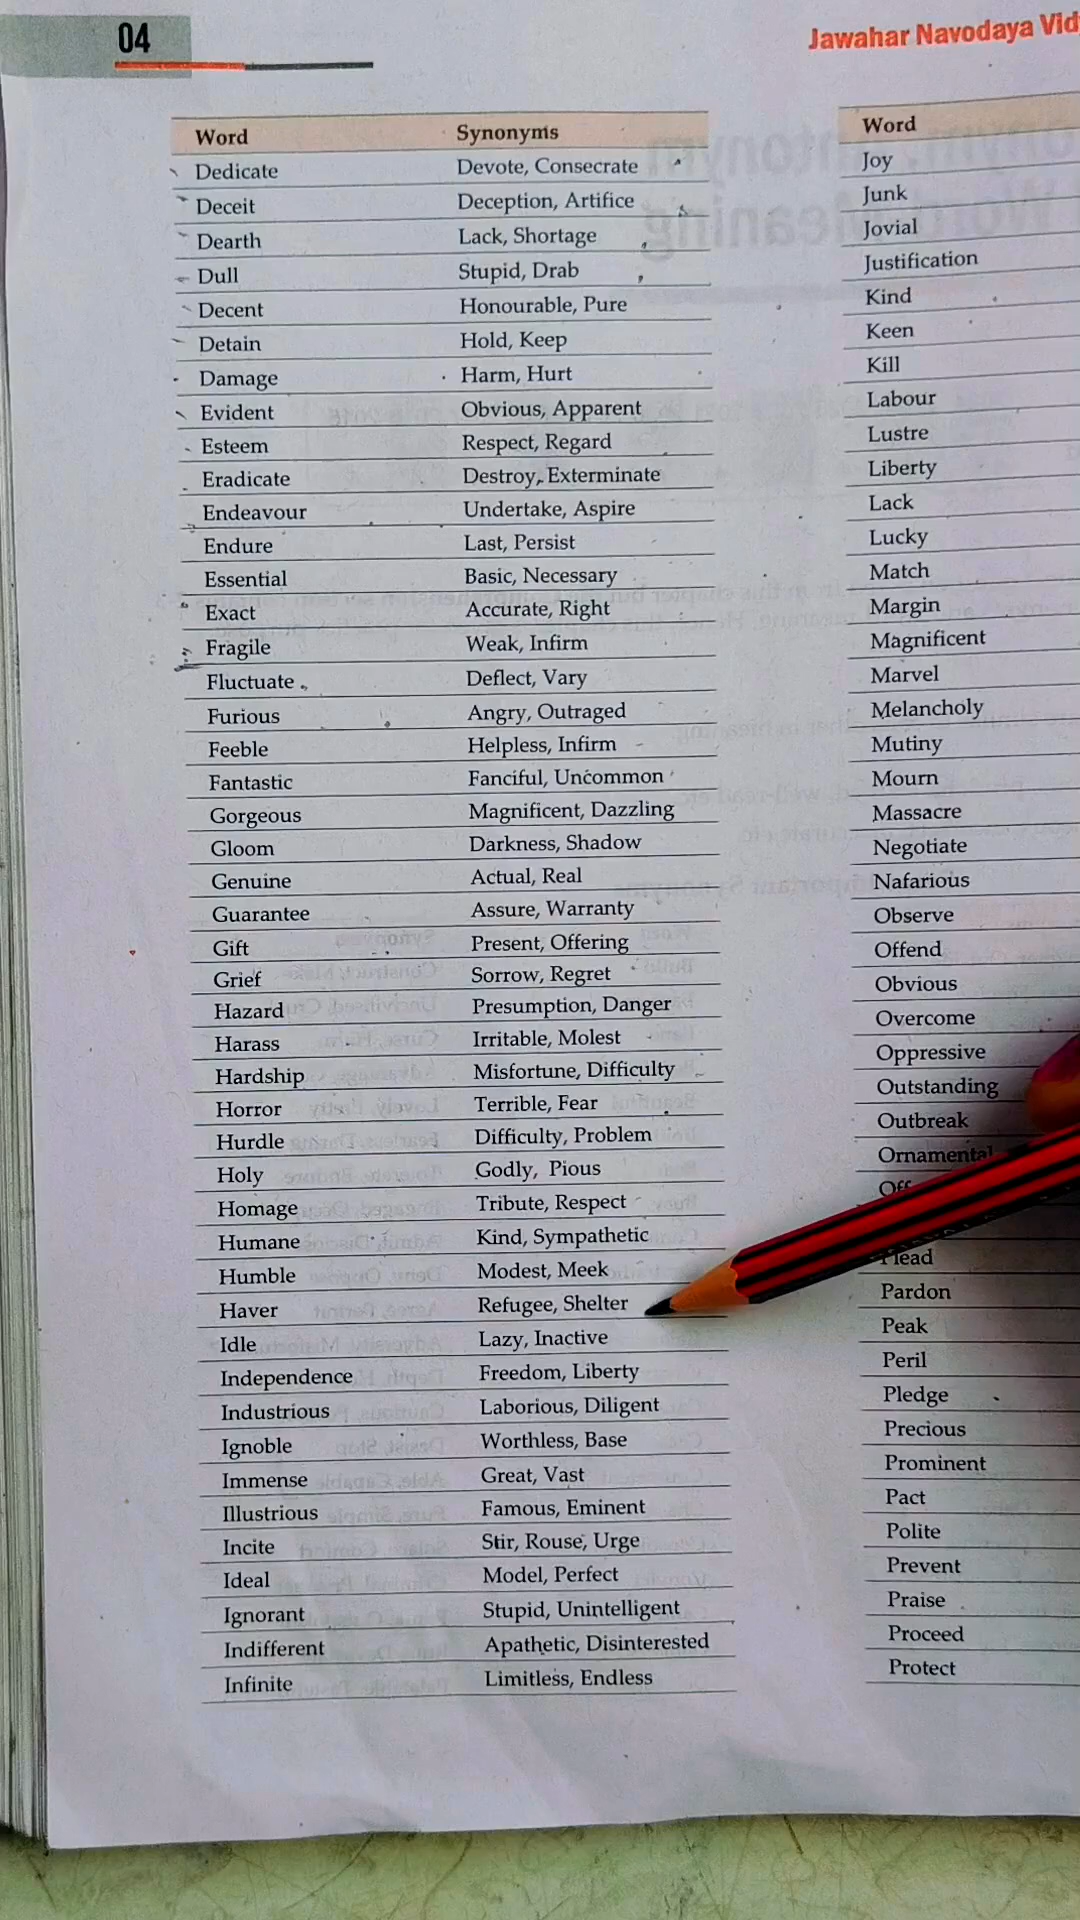 04
Jawahar Navodaya Vid
Word Synonyms
Dedicate Devote, Consecrate
Deceit Deception, Artifice
Dearth Lack, Shortage
Dull Stupid, Drab
Decent Honourable, Pure
Detain Hold, Keep
Damage Harm, Hurt
Evident Obvious, Apparent
Esteem Respect, Regard
Eradicate Destroy, Exterminate
Endeavour Undertake, Aspire
Endure Last, Persist
Essential Basic, Necessary
Exact Accurate, Right
Fragile Weak, Infirm
Fluctuate Deflect, Vary
Furious Angry, Outraged
Feeble Helpless, Infirm
Fantastic Fanciful, Uncommon
Gorgeous Magnificent, Dazzling
Gloom Darkness, Shadow
Genuine Actual, Real
Guarantee Assure, Warranty
Gift Present, Offering
Grief Sorrow, Regret
Hazard Presumption, Danger
Harass Irritable, Molest
Hardship Misfortune, Difficulty
Horror Terrible, Fear
Hurdle Difficulty, Problem
Holy Godly, Pious
Homage Tribute, Respect
Humane Kind, Sympathetic
Humble Modest, Meek
Haver Refugee, Shelter
Idle Lazy, Inactive
Independence Freedom, Liberty
Industrious Laborious, Diligent
Ignoble Worthless, Base
Immense Great, Vast
Illustrious Famous, Eminent
Incite Stir, Rouse, Urge
Ideal Model, Perfect
Ignorant Stupid, Unintelligent
Indifferent Apathetic, Disinterested
Infinite Limitless, Endless
Word
Joy
Junk
Jovial
Justification
Kind
Keen
Kill
Labour
Lustre
Liberty
Lack
Lucky
Match
Margin
Magnificent
Marvel
Melancholy
Mutiny
Mourn
Massacre
Negotiate
Nafarious
Observe
Offend
Obvious
Overcome
Oppressive
Outstanding
Outbreak
Ornamental
Plead
Pardon
Peak
Peril
Pledge
Precious
Prominent
Pact
Polite
Prevent
Praise
Proceed
Protect